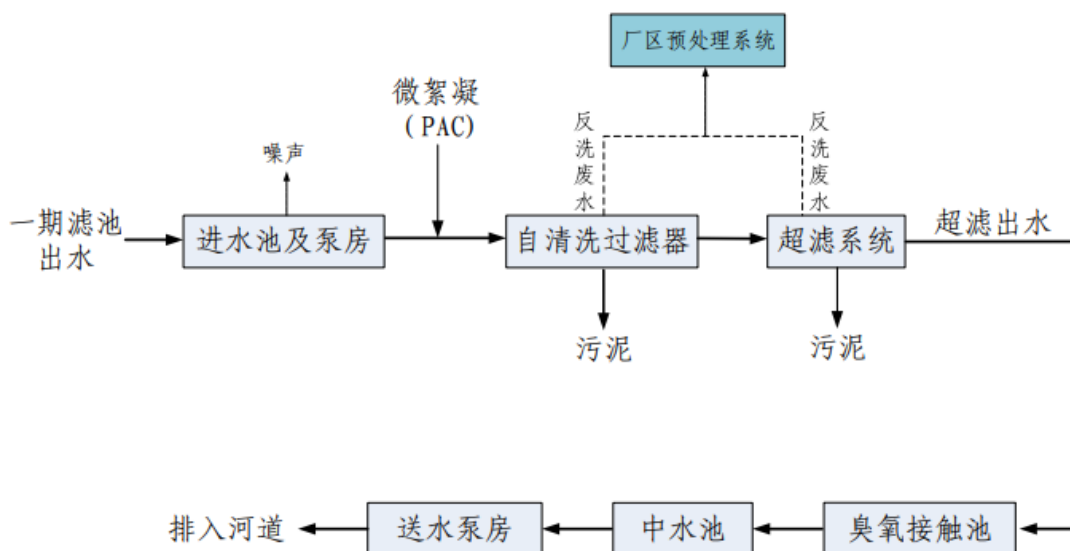 厂区预处理系统
微絮凝
(PAC)
反洗废水
反洗废水
噪声
一期滤池
出水
进水池及泵房
自清洗过滤器
超滤系统
超滤出水
污泥
污泥
排入河道
送水泵房
中水池
臭氧接触池